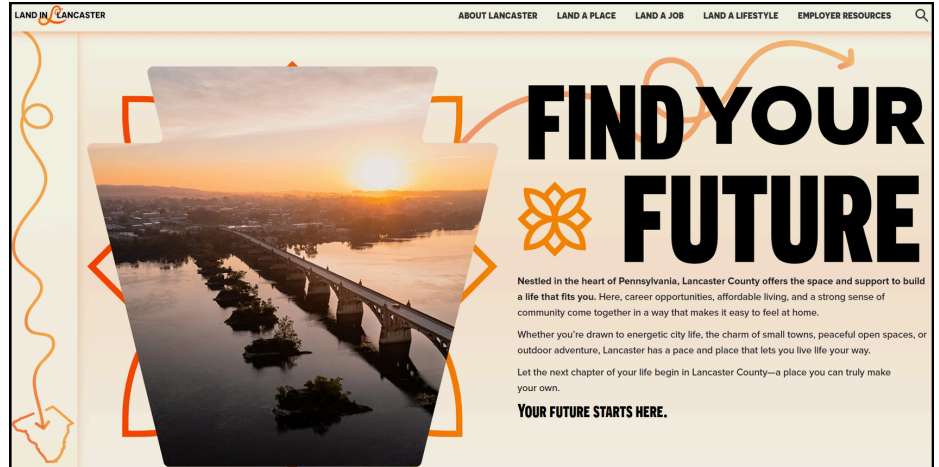 LAND IN LANCASTER
ABOUT LANCASTER LAND A PLACE LAND A JOB LAND A LIFESTYLE EMPLOYER RESOURCES
FIND YOUR
FUTURE
Nestled in the heart of Pennsylvania, Lancaster County offers the space and support to build
a life that fits you. Here, career opportunities, affordable living, and a strong sense of
community come together in a way that makes it easy to feel at home.
Whether you're drawn to energetic city life, the charm of small towns, peaceful open spaces, or
outdoor adventure, Lancaster has a pace and place that lets you live life your way.
Let the next chapter of your life begin in Lancaster County—a place you can truly make
your own.
YOUR FUTURE STARTS HERE.